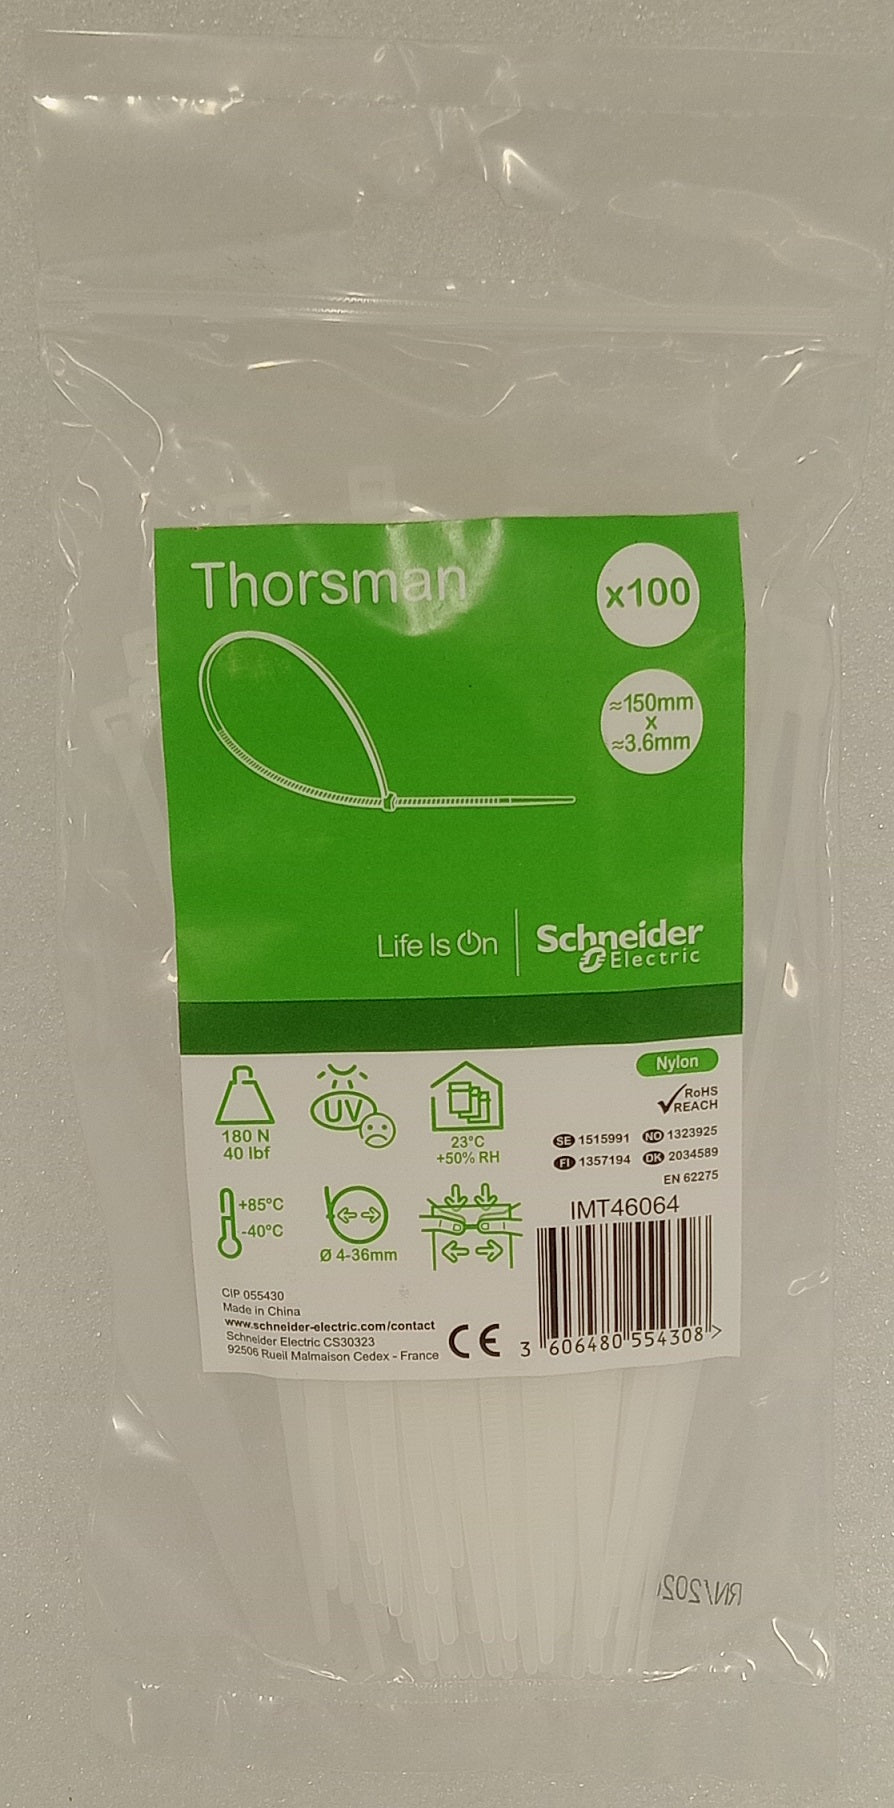 Thorsman
x100
≈150mm
x
≈3.6mm
Life Is On
Schneider
Electric
Nylon
180 N
40 lbf
UV
23°C
+50% RH
RoHS
REACH
SE 1515991 NO 1323925
FI 1357194 DK 2034589
EN 62275
+85°C
-40°C
Ø 4-36mm
IMT46064
CIP 055430
Made in China
www.schneider-electric.com/contact
Schneider Electric CS30323
92506 Rueil Malmaison Cedex - France
CE
3 606480 554308 >